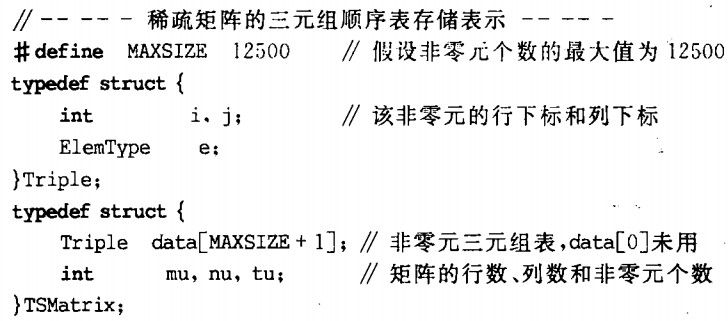 // - - - - - 稀疏矩阵的三元组顺序表存储表示 - - - - -
#define MAXSIZE 12500 // 假设非零元个数的最大值为 12500
typedef struct {
int i, j; // 该非零元的行下标和列下标
ElemType e;
}Triple;
typedef struct {
Triple data[MAXSIZE + 1]; // 非零元三元组表,data[0]未用
int mu, nu, tu; // 矩阵的行数、列数和非零元个数
}TSMatrix;